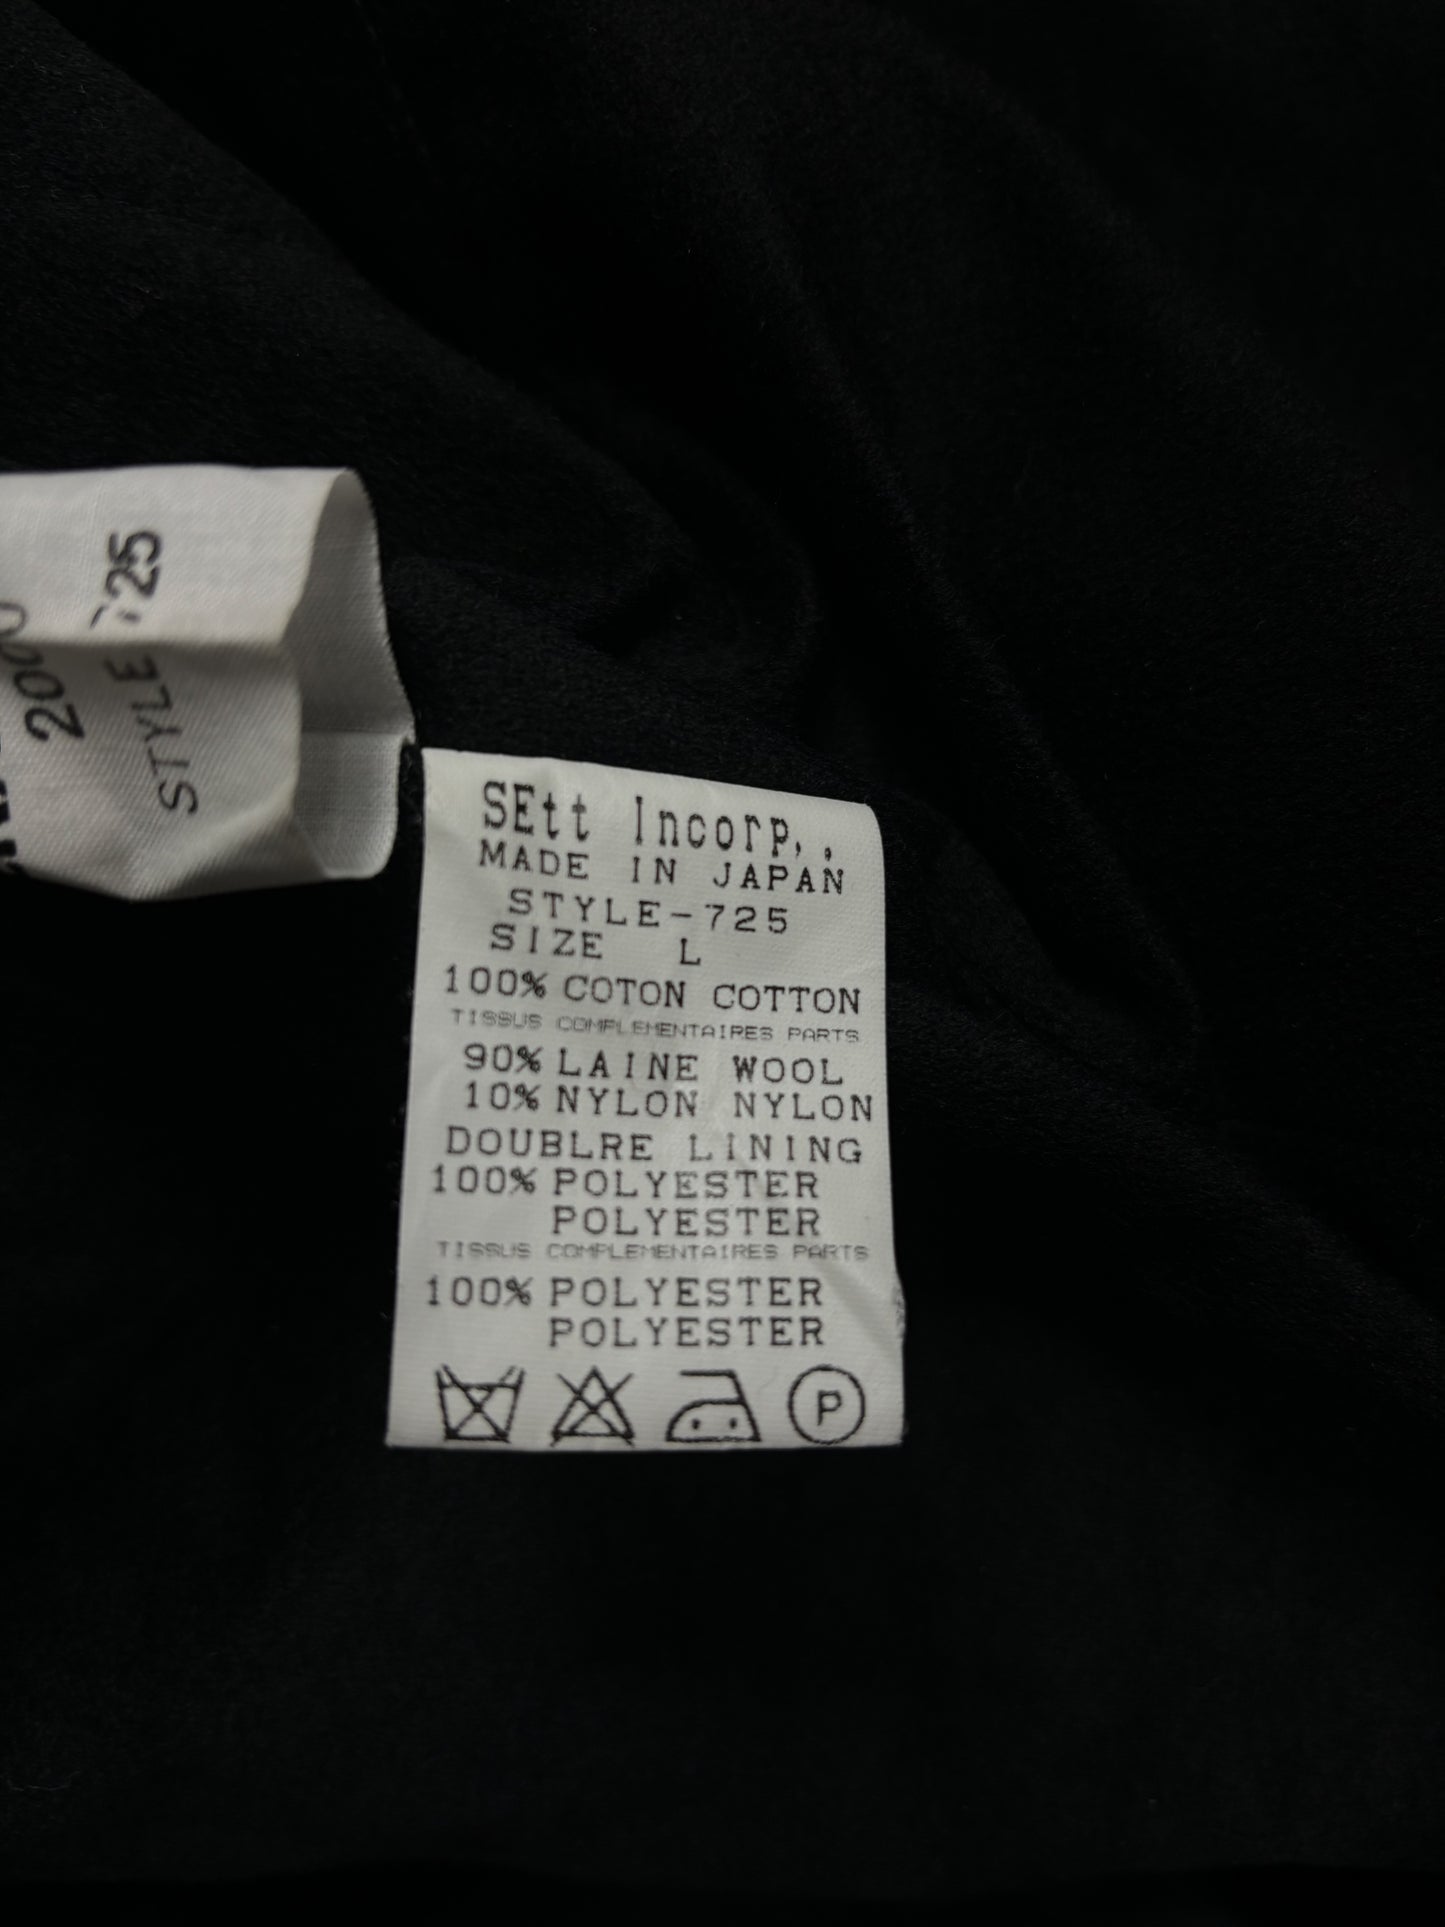 STYLE 725
200
SEtt Incorp,.
MADE IN JAPAN
STYLE-725
SIZE L
100% COTON COTTON
TISSUS COMPLEMENTAIRES PARTS
90% LAINE WOOL
10% NYLON NYLON
DOUBLRE LINING
100% POLYESTER
POLYESTER
TISSUS COMPLEMENTAIRES PARTS
100% POLYESTER
POLYESTER
P